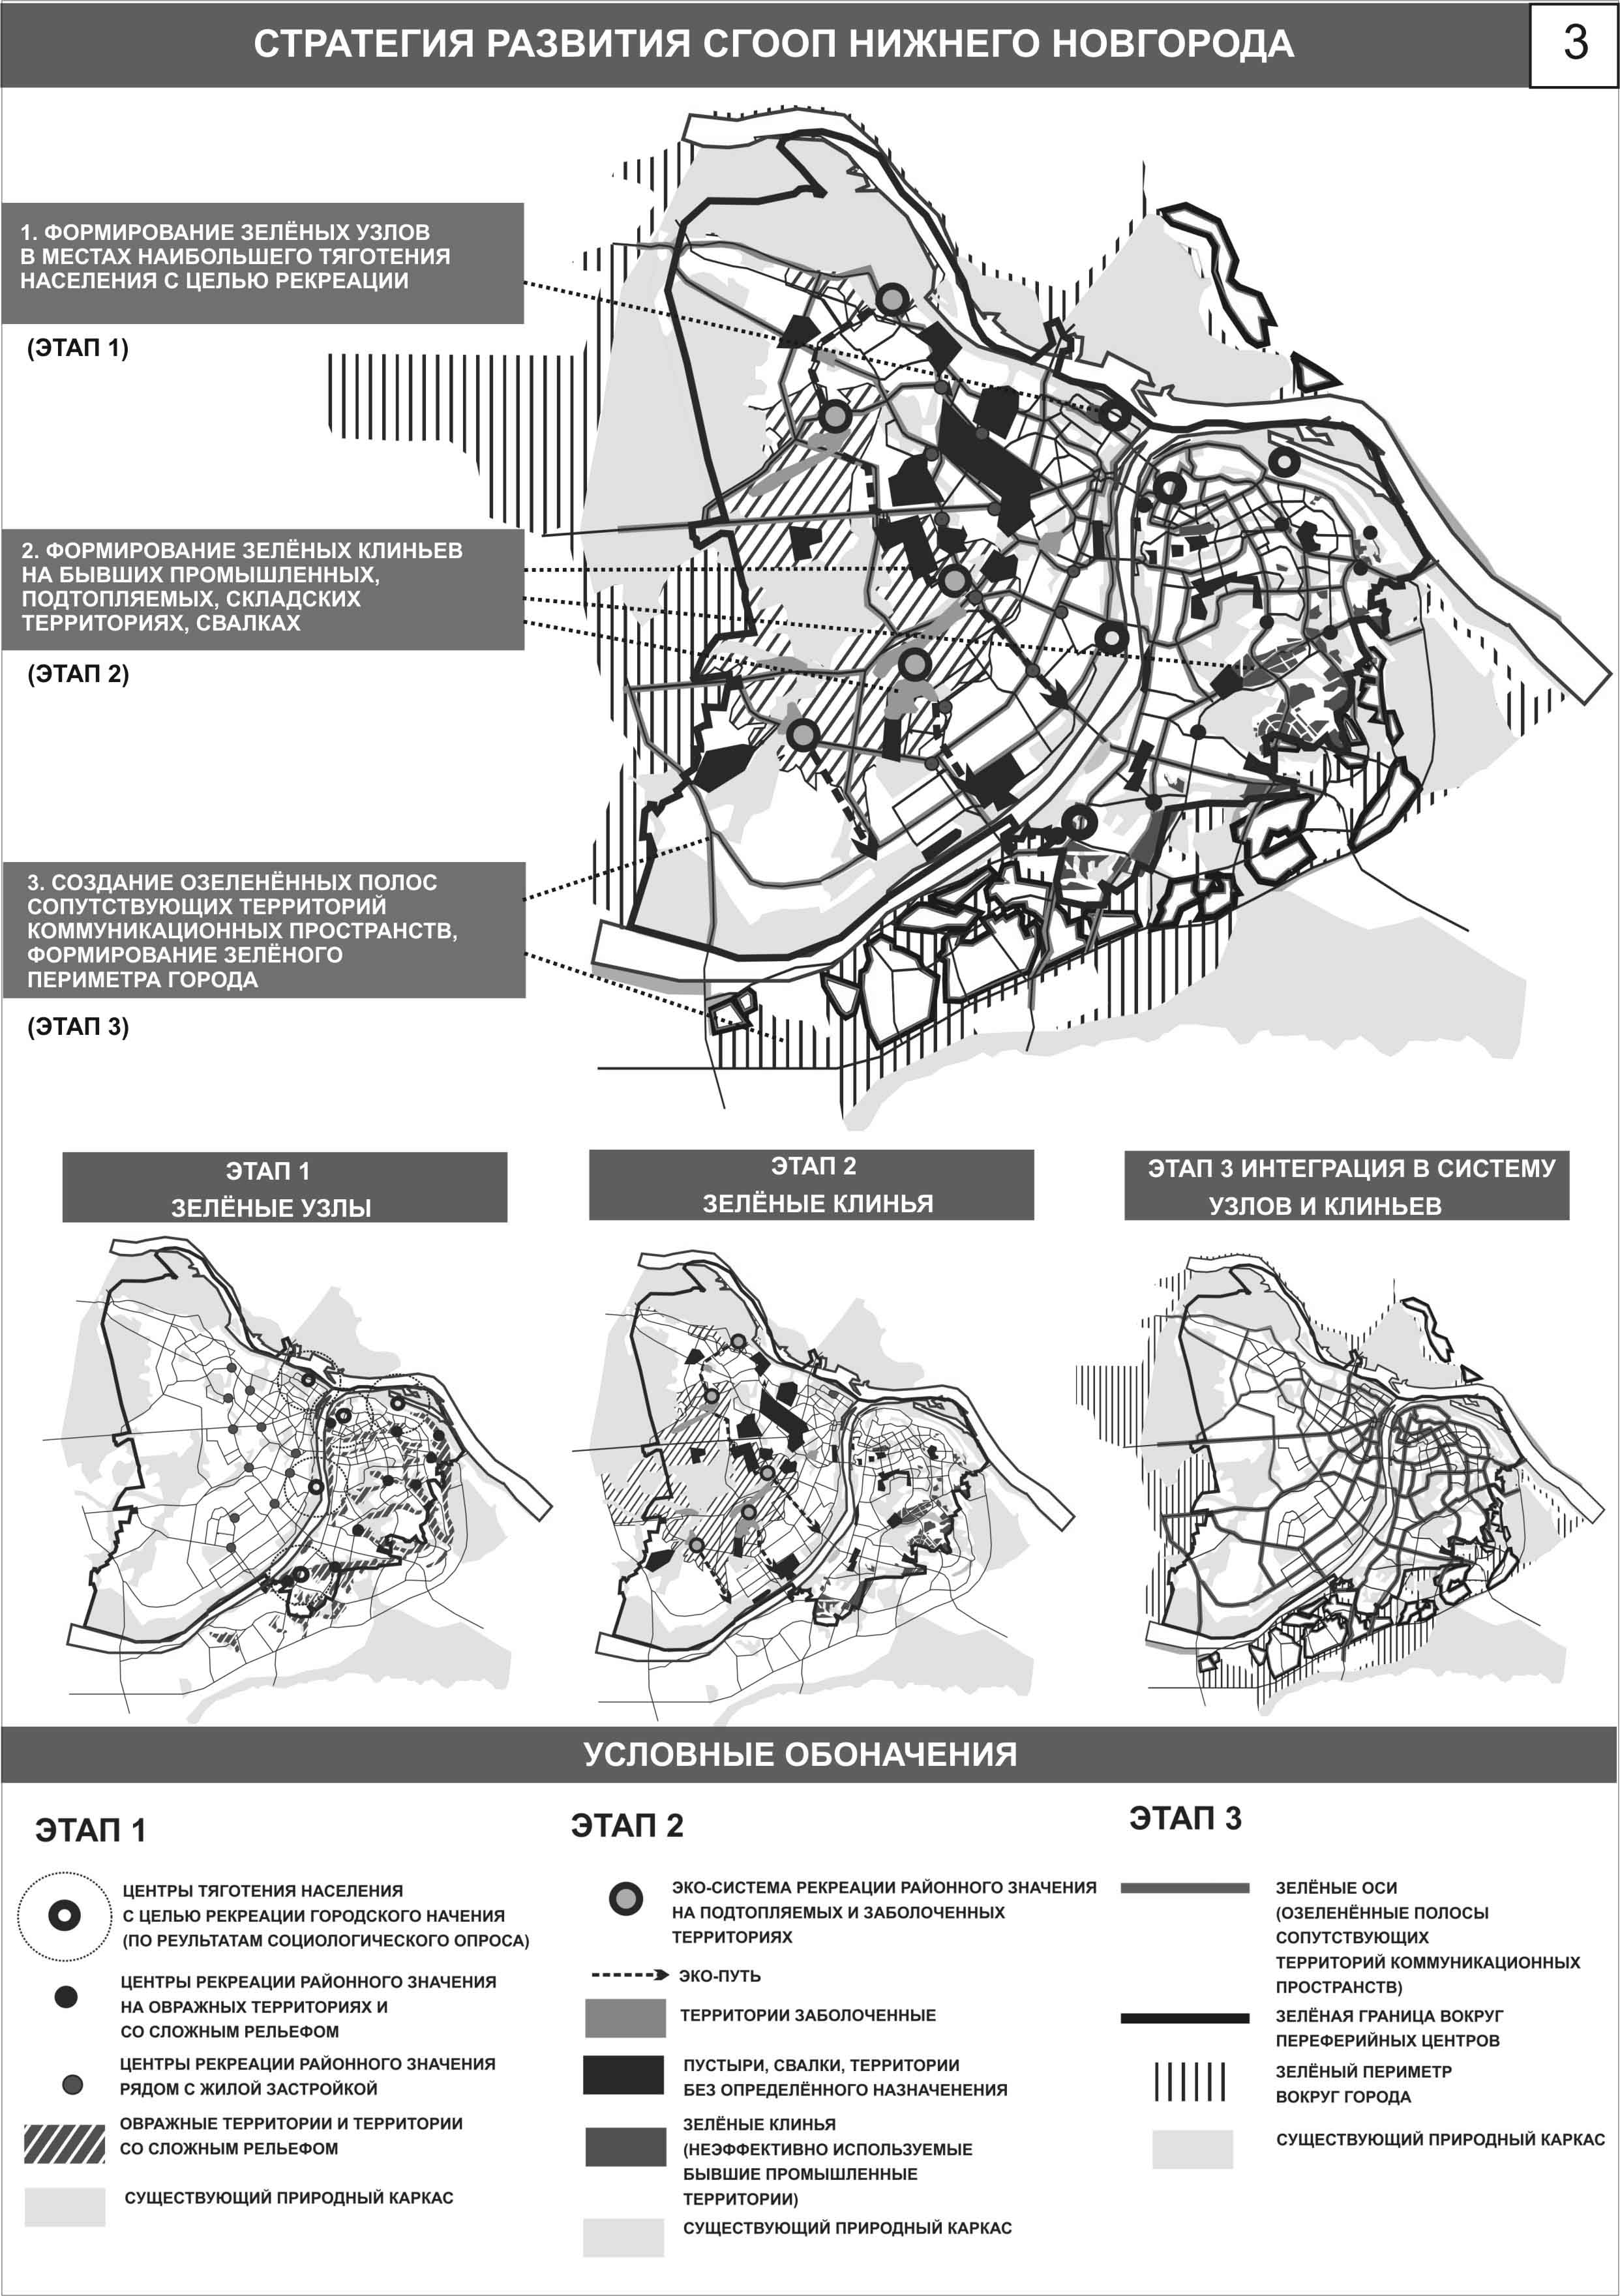 СТРАТЕГИЯ РАЗВИТИЯ СГООП НИЖНЕГО НОВГОРОДА
3
1. ФОРМИРОВАНИЕ ЗЕЛЁНЫХ УЗЛОВ
В МЕСТАХ НАИБОЛЬШЕГО ТЯГОТЕНИЯ
НАСЕЛЕНИЯ С ЦЕЛЬЮ РЕКРЕАЦИИ
(ЭТАП 1)
2. ФОРМИРОВАНИЕ ЗЕЛЁНЫХ КЛИНЬЕВ
НА БЫВШИХ ПРОМЫШЛЕННЫХ,
ПОДТОПЛЯЕМЫХ, СКЛАДСКИХ
ТЕРРИТОРИЯХ, СВАЛКАХ
(ЭТАП 2)
3. СОЗДАНИЕ ОЗЕЛЕНЁННЫХ ПОЛОС
СОПУТСТВУЮЩИХ ТЕРРИТОРИЙ
КОММУНИКАЦИОННЫХ ПРОСТРАНСТВ,
ФОРМИРОВАНИЕ ЗЕЛЁНОГО
ПЕРИМЕТРА ГОРОДА
(ЭТАП 3)
ЭТАП 1
ЗЕЛЁНЫЕ УЗЛЫ
ЭТАП 2
ЗЕЛЁНЫЕ КЛИНЬЯ
ЭТАП 3 ИНТЕГРАЦИЯ В СИСТЕМУ
УЗЛОВ И КЛИНЬЕВ
УСЛОВНЫЕ ОБОНАЧЕНИЯ
ЭТАП 1
ЦЕНТРЫ ТЯГОТЕНИЯ НАСЕЛЕНИЯ
С ЦЕЛЬЮ РЕКРЕАЦИИ ГОРОДСКОГО НАЧЕНИЯ
(ПО РЕУЛЬТАТАМ СОЦИОЛОГИЧЕСКОГО ОПРОСА)
ЦЕНТРЫ РЕКРЕАЦИИ РАЙОННОГО ЗНАЧЕНИЯ
НА ОВРАЖНЫХ ТЕРРИТОРИЯХ И
СО СЛОЖНЫМ РЕЛЬЕФОМ
ЦЕНТРЫ РЕКРЕАЦИИ РАЙОННОГО ЗНАЧЕНИЯ
РЯДОМ С ЖИЛОЙ ЗАСТРОЙКОЙ
ОВРАЖНЫЕ ТЕРРИТОРИИ И ТЕРРИТОРИИ
СО СЛОЖНЫМ РЕЛЬЕФОМ
СУЩЕСТВУЮЩИЙ ПРИРОДНЫЙ КАРКАС
ЭТАП 2
ЭКО-СИСТЕМА РЕКРЕАЦИИ РАЙОННОГО ЗНАЧЕНИЯ
НА ПОДТОПЛЯЕМЫХ И ЗАБОЛОЧЕННЫХ
ТЕРРИТОРИЯХ
ЭКО-ПУТЬ
ТЕРРИТОРИИ ЗАБОЛОЧЕННЫЕ
ПУСТЫРИ, СВАЛКИ, ТЕРРИТОРИИ
БЕЗ ОПРЕДЕЛЁННОГО НАЗНАЧЕНЕНИЯ
ЗЕЛЁНЫЕ КЛИНЬЯ
(НЕЭФФЕКТИВНО ИСПОЛЬЗУЕМЫЕ
БЫВШИЕ ПРОМЫШЛЕННЫЕ
ТЕРРИТОРИИ)
СУЩЕСТВУЮЩИЙ ПРИРОДНЫЙ КАРКАС
ЭТАП 3
ЗЕЛЁНЫЕ ОСИ
(ОЗЕЛЕНЁННЫЕ ПОЛОСЫ
СОПУТСТВУЮЩИХ
ТЕРРИТОРИЙ КОММУНИКАЦИОННЫХ
ПРОСТРАНСТВ)
ЗЕЛЁНАЯ ГРАНИЦА ВОКРУГ
ПЕРЕФЕРИЙНЫХ ЦЕНТРОВ
ЗЕЛЁНЫЙ ПЕРИМЕТР
ВОКРУГ ГОРОДА
СУЩЕСТВУЮЩИЙ ПРИРОДНЫЙ КАРКАС